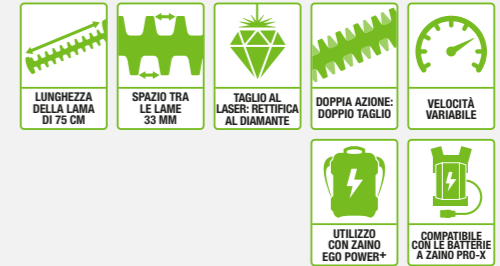 LUNGHEZZA
DELLA LAMA
DI 75 CM
SPAZIO TRA
LE LAME
33 MM
TAGLIO AL
LASER: RETTIFICA
AL DIAMANTE
DOPPIA AZIONE:
DOPPIO TAGLIO
VELOCITÀ
VARIABILE
UTILIZZO
CON ZAINO
EGO POWER+
COMPATIBILE
CON LE BATTERIE
A ZAINO PRO-X